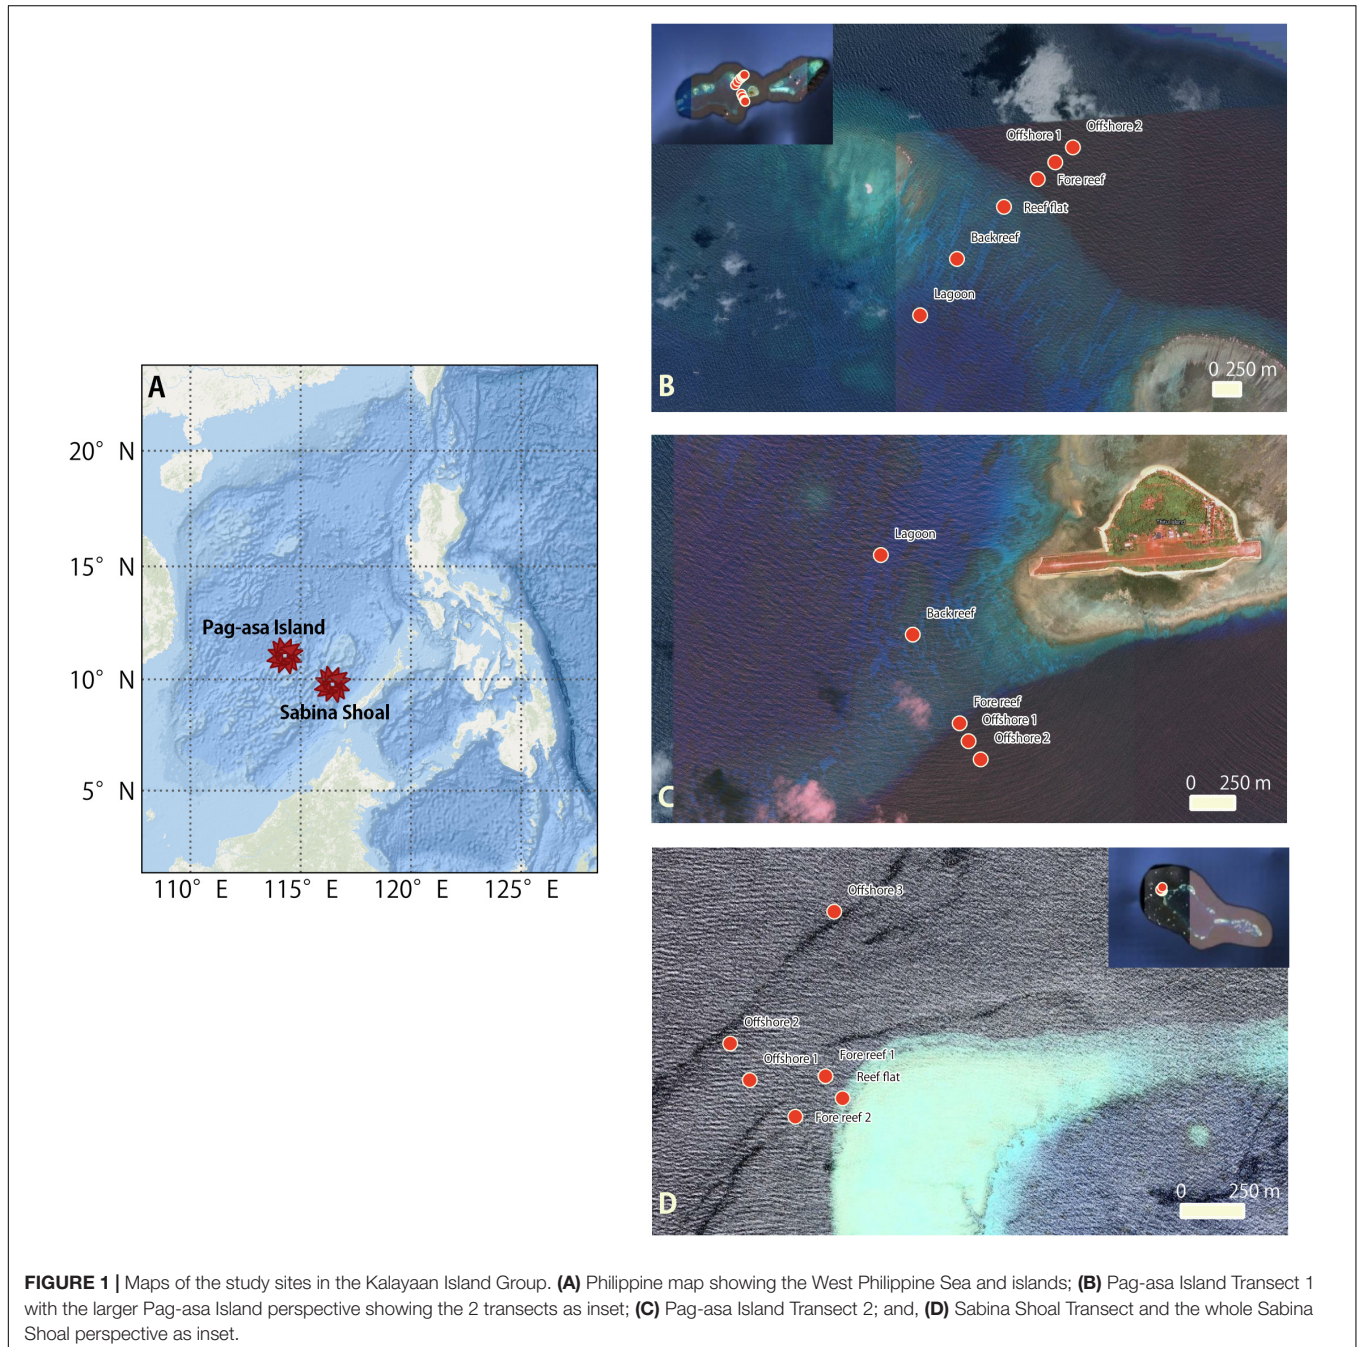 A
20° N
15° N
10° N
5° N
110° E 115° E 120° E 125° E
Pag-asa Island
Sabina Shoal
Offshore 1 Offshore 2
Fore reef
Reef flat
Back reef
Lagoon
B
0 250 m
Lagoon
Back reef
Fore reef
Offshore 1
Offshore 2
C
0 250 m
Offshore 3
Offshore 2
Offshore 1
Fore reef 1
Reef flat
Fore reef 2
D
0 250 m
FIGURE 1 | Maps of the study sites in the Kalayaan Island Group. (A) Philippine map showing the West Philippine Sea and islands; (B) Pag-asa Island Transect 1
with the larger Pag-asa Island perspective showing the 2 transects as inset; (C) Pag-asa Island Transect 2; and, (D) Sabina Shoal Transect and the whole Sabina
Shoal perspective as inset.